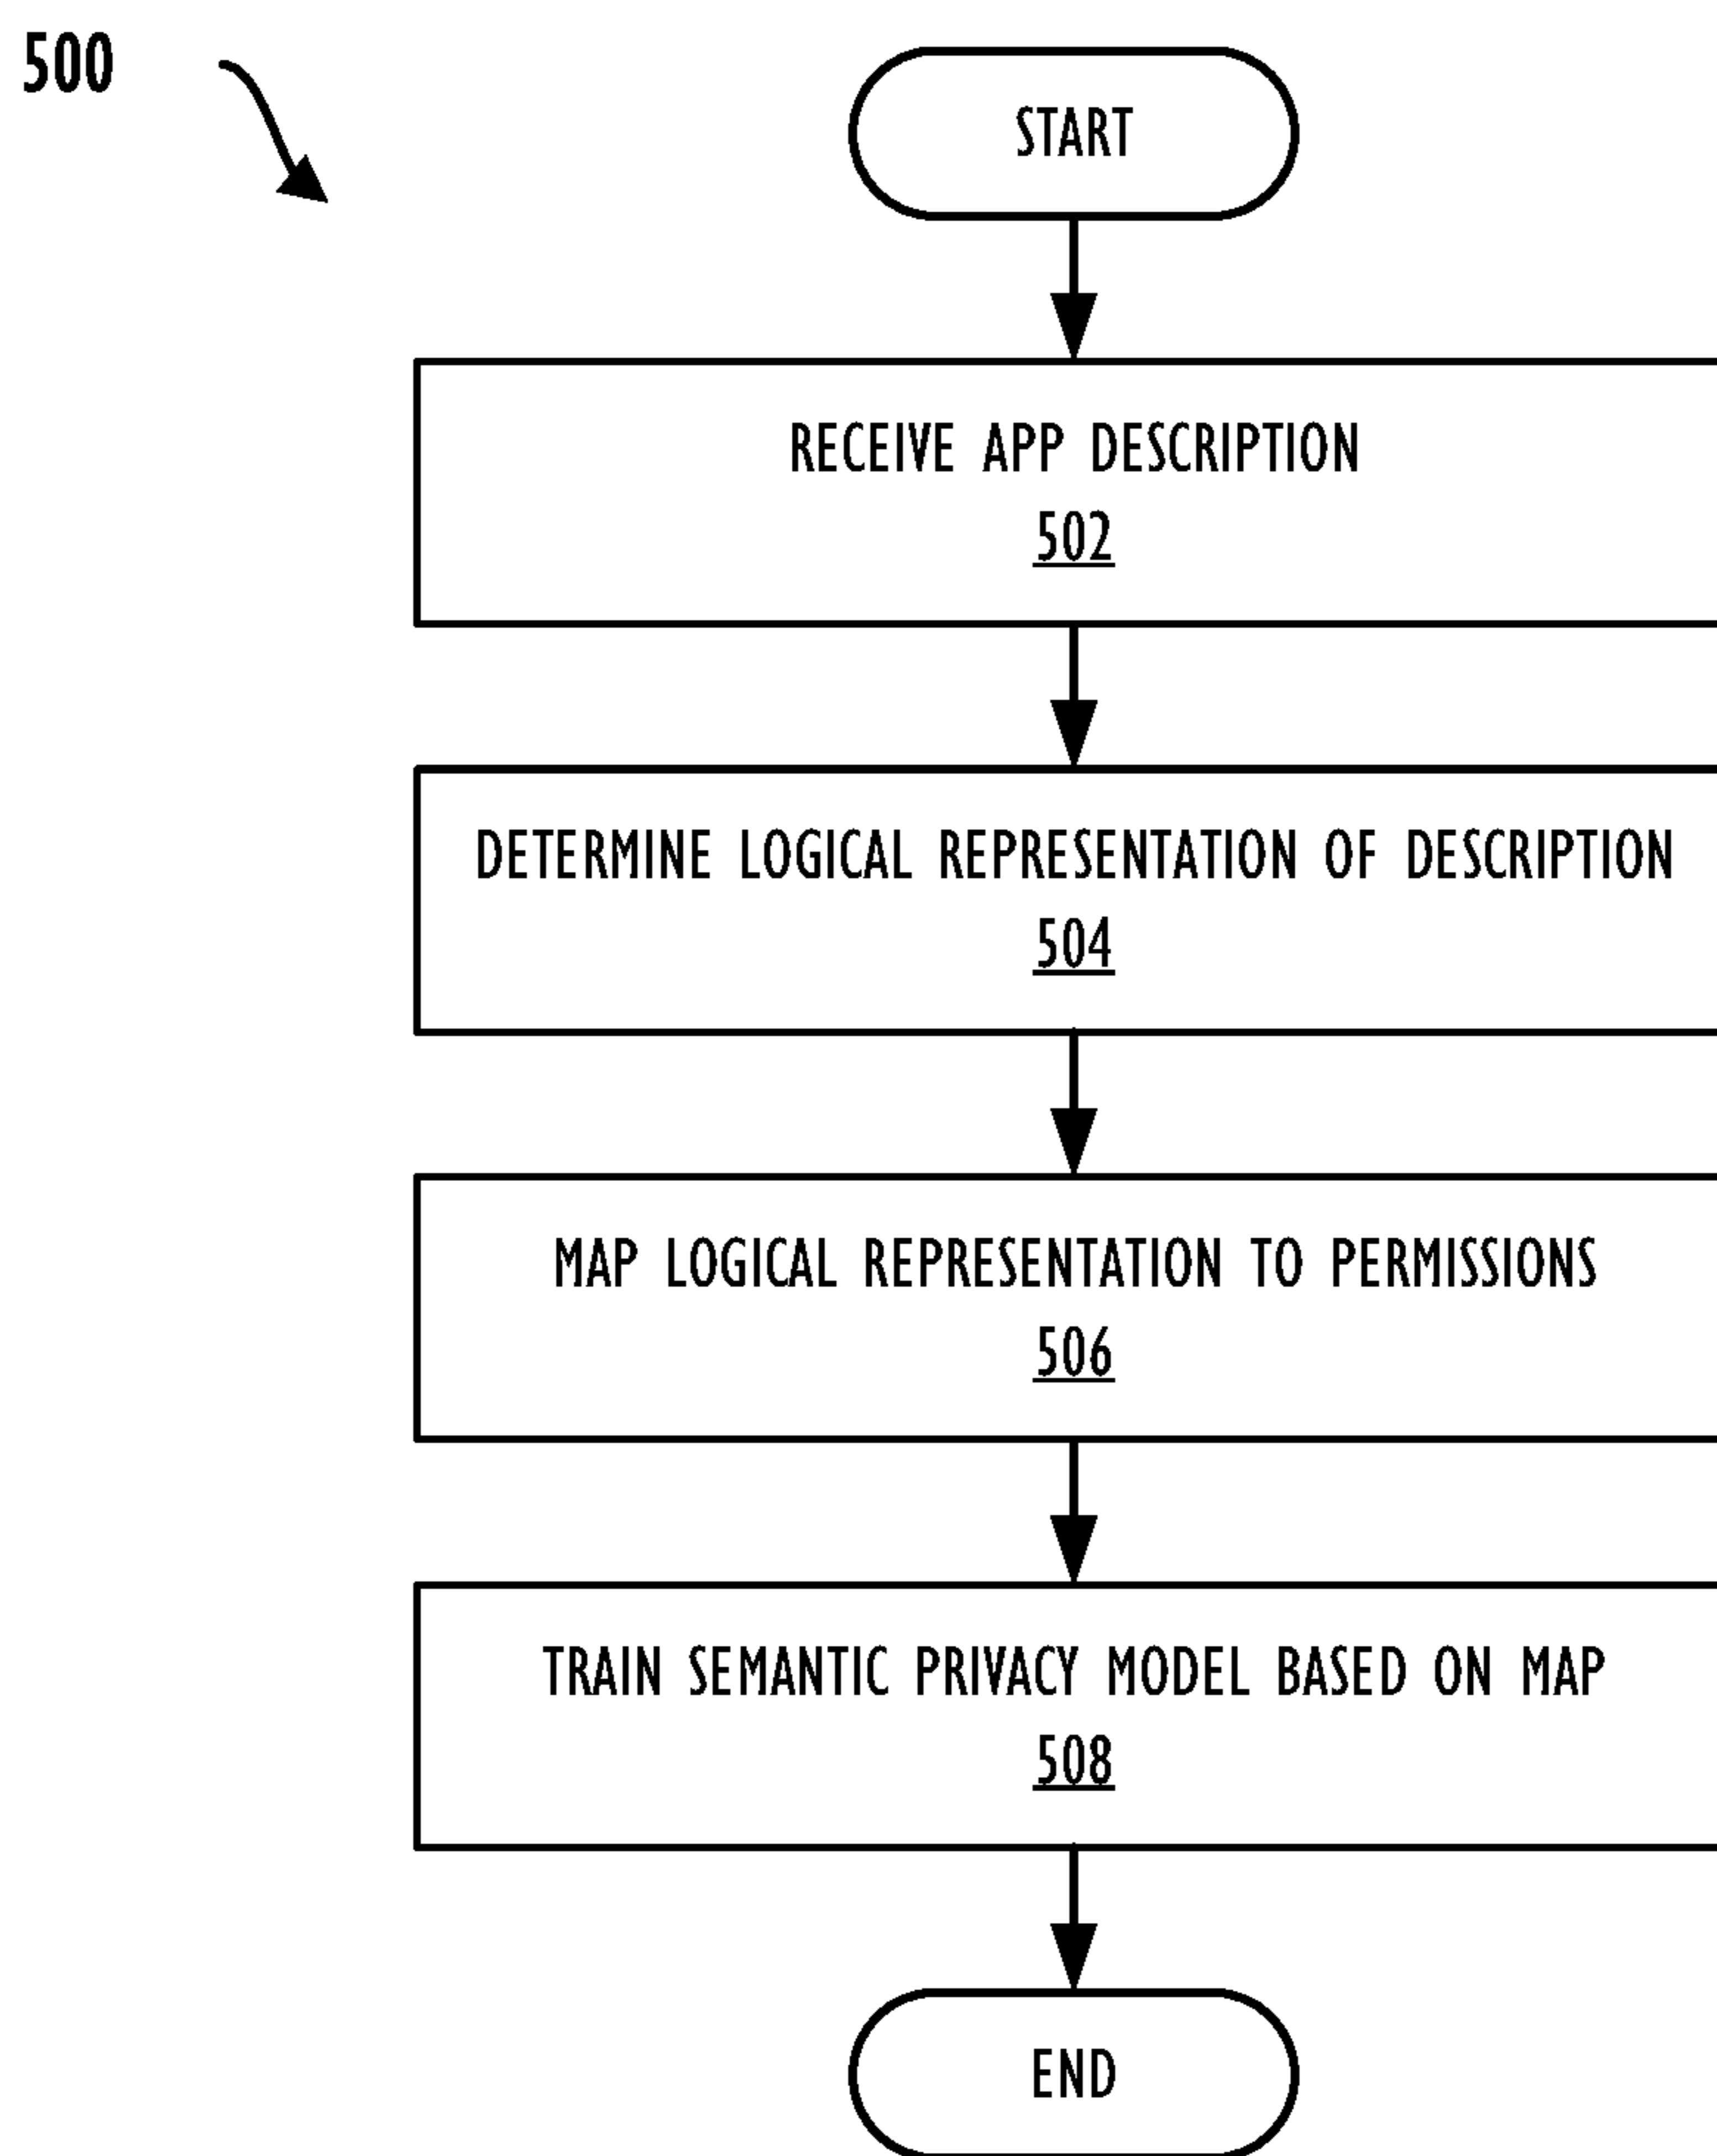 500
START
RECEIVE APP DESCRIPTION
502
DETERMINE LOGICAL REPRESENTATION OF DESCRIPTION
504
MAP LOGICAL REPRESENTATION TO PERMISSIONS
506
TRAIN SEMANTIC PRIVACY MODEL BASED ON MAP
508
END